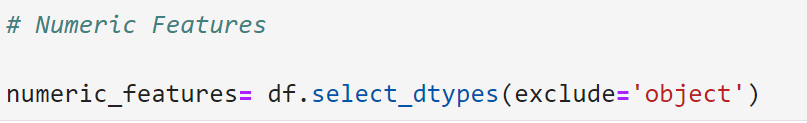 # Numeric Features
numeric_features= df.select_dtypes(exclude='object')